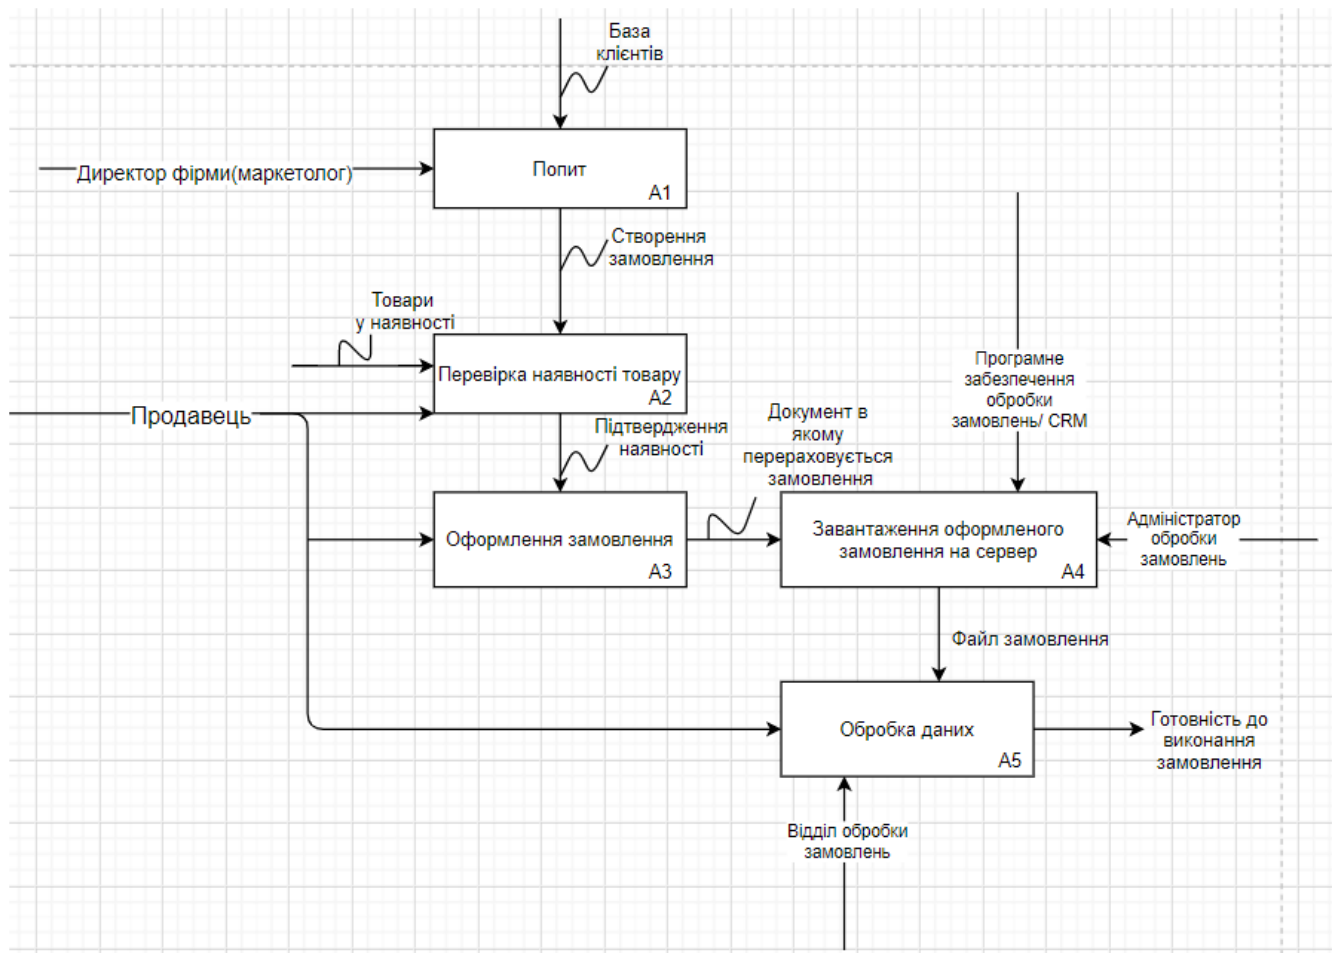 База
клієнтів
Директор фірми(маркетолог)
Попит
A1
Створення
замовлення
Товари
у наявності
Перевірка наявності товару
A2
Продавець
Підтвердження
наявності
Документ в
якому
перераховується
замовлення
Програмне
забезпечення
обробки
замовлень/ CRM
Оформлення замовлення
A3
Завантаження оформленого
замовлення на сервер
A4
Адміністратор
обробки
замовлень
Файл замовлення
Обробка даних
A5
Готовність до
виконання
замовлення
Відділ обробки
замовлень